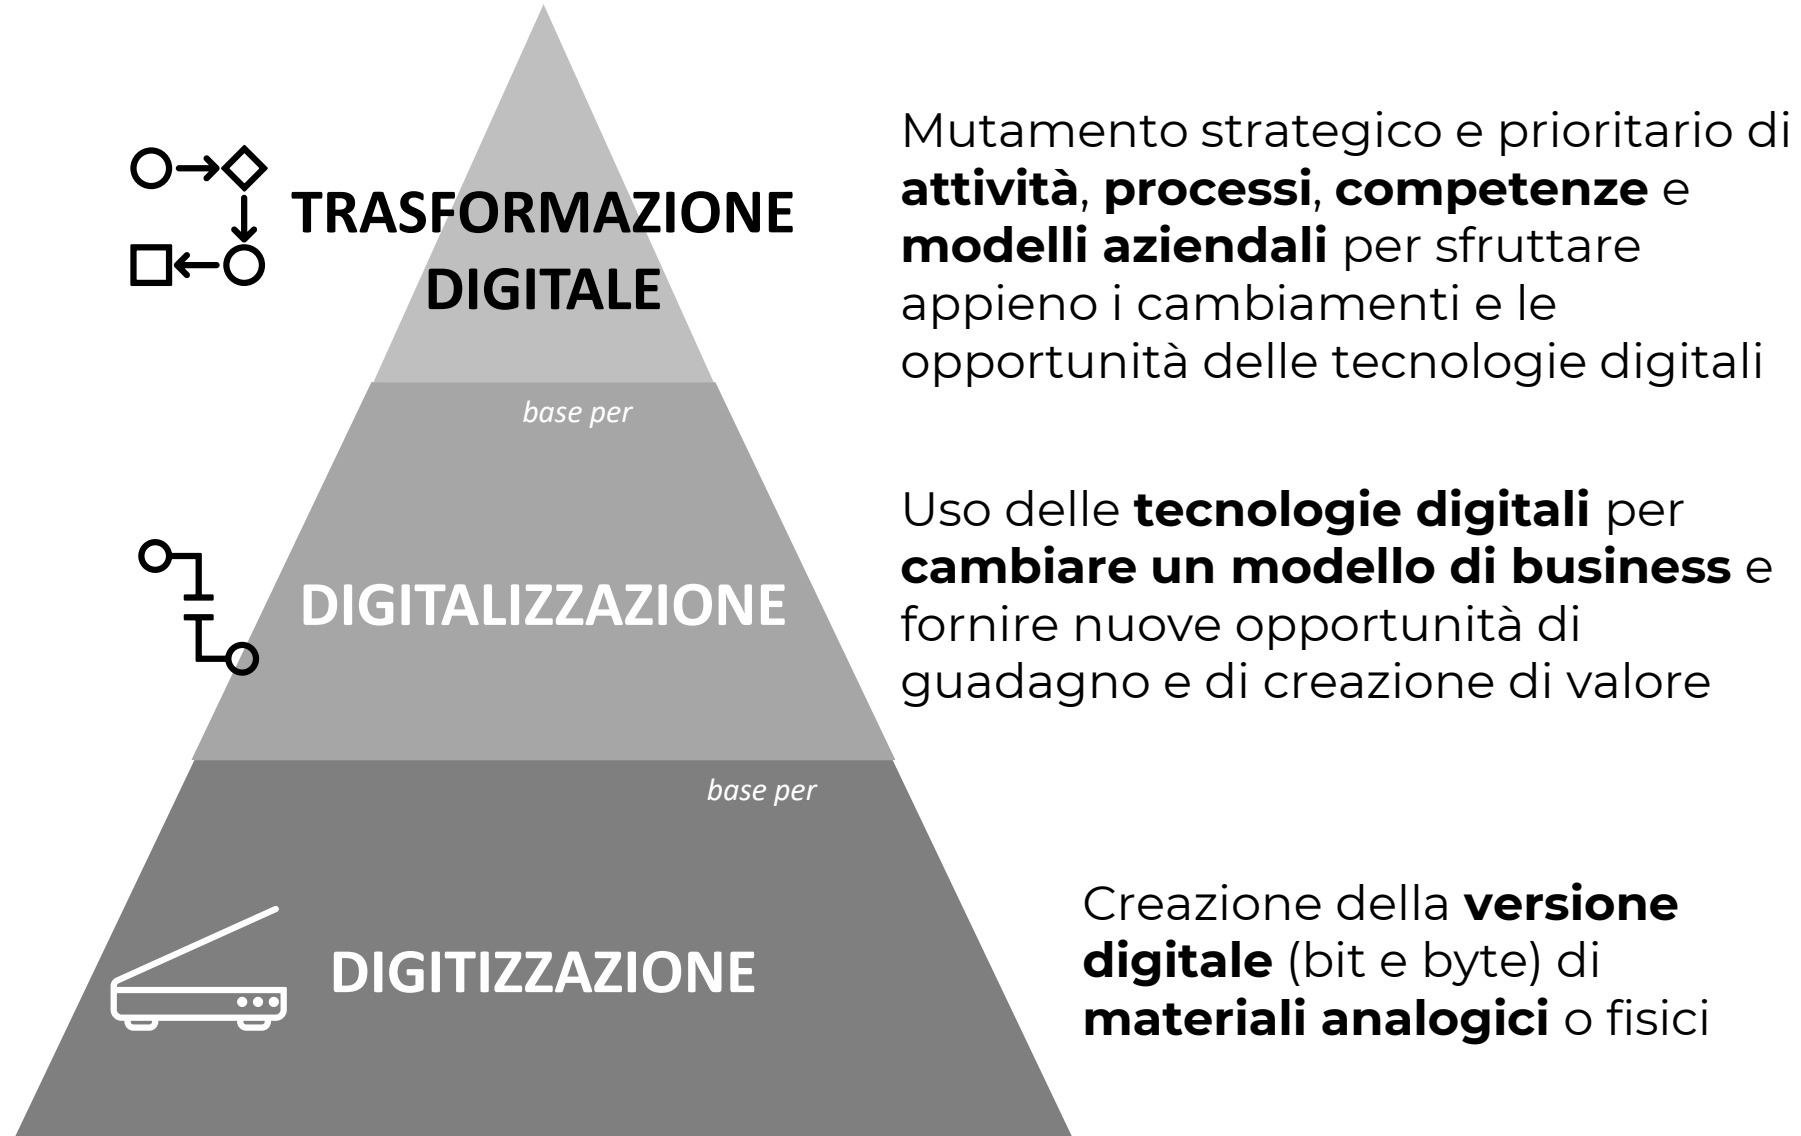 TRASFORMAZIONE
DIGITALE
Mutamento strategico e prioritario di
attività, processi, competenze e
modelli aziendali per sfruttare
appieno i cambiamenti e le
opportunità delle tecnologie digitali
base per
DIGITALIZZAZIONE
Uso delle tecnologie digitali per
cambiare un modello di business e
fornire nuove opportunità di
guadagno e di creazione di valore
base per
DIGITIZZAZIONE
Creazione della versione
digitale (bit e byte) di
materiali analogici o fisici